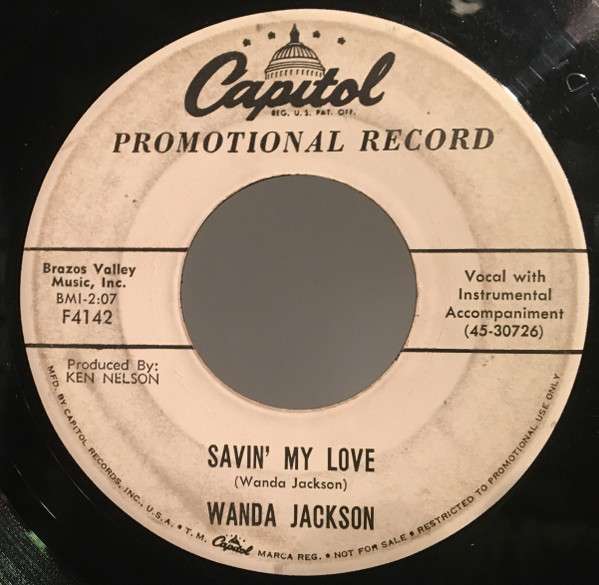 Capitol
REG. U.S. PAT. OFF.
PROMOTIONAL RECORD
Brazos Valley
Music, Inc.
BMI-2:07
F4142
Vocal with
Instrumental
Accompaniment
(45-30726)
Produced By:
KEN NELSON
SAVIN' MY LOVE
(Wanda Jackson)
WANDA JACKSON
MFD. BY CAPITOL RECORDS, INC., U.S.A. • T.M. Capitol MARCA REG. • NOT FOR SALE • RESTRICTED TO PROMOTIONAL USE ONLY